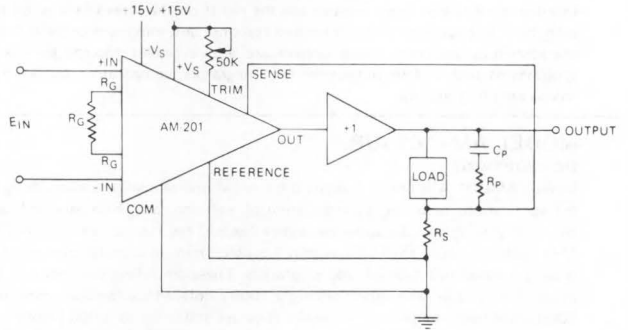 -15V +15V
-VS
+VS
50K
TRIM
SENSE
+IN
RG
RG
EIN
AM 201
RG
-IN
COM
OUT
REFERENCE
+1
OUTPUT
LOAD
CP
RP
RS